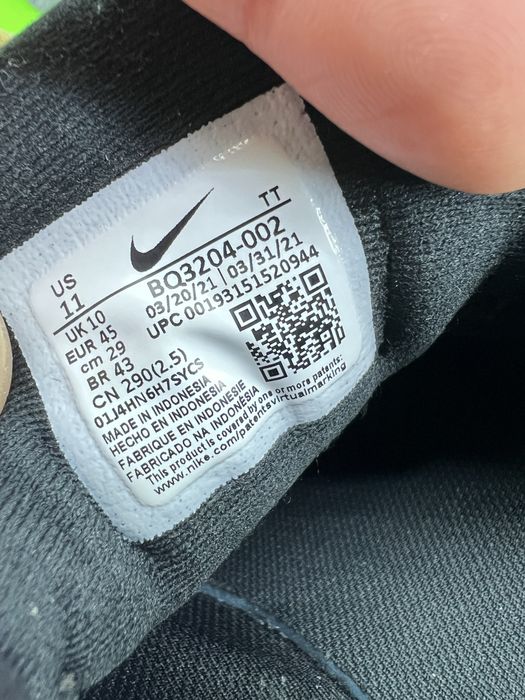 TT
US
11
BQ3204-002
UK 10
03/20/21 | 03/31/21
EUR 45
UPC 00193151520944
cm 29
BR 43
CN 290(2.5)
01J4HN6H7SYCS
MADE IN INDONESIA
HECHO EN INDONESIA
FABRIQUE EN INDONÉSIE
FABRICADO NA INDONÉSIA
This product is covered by one or more patents:
www.nike.com/patentsvirtualmarking